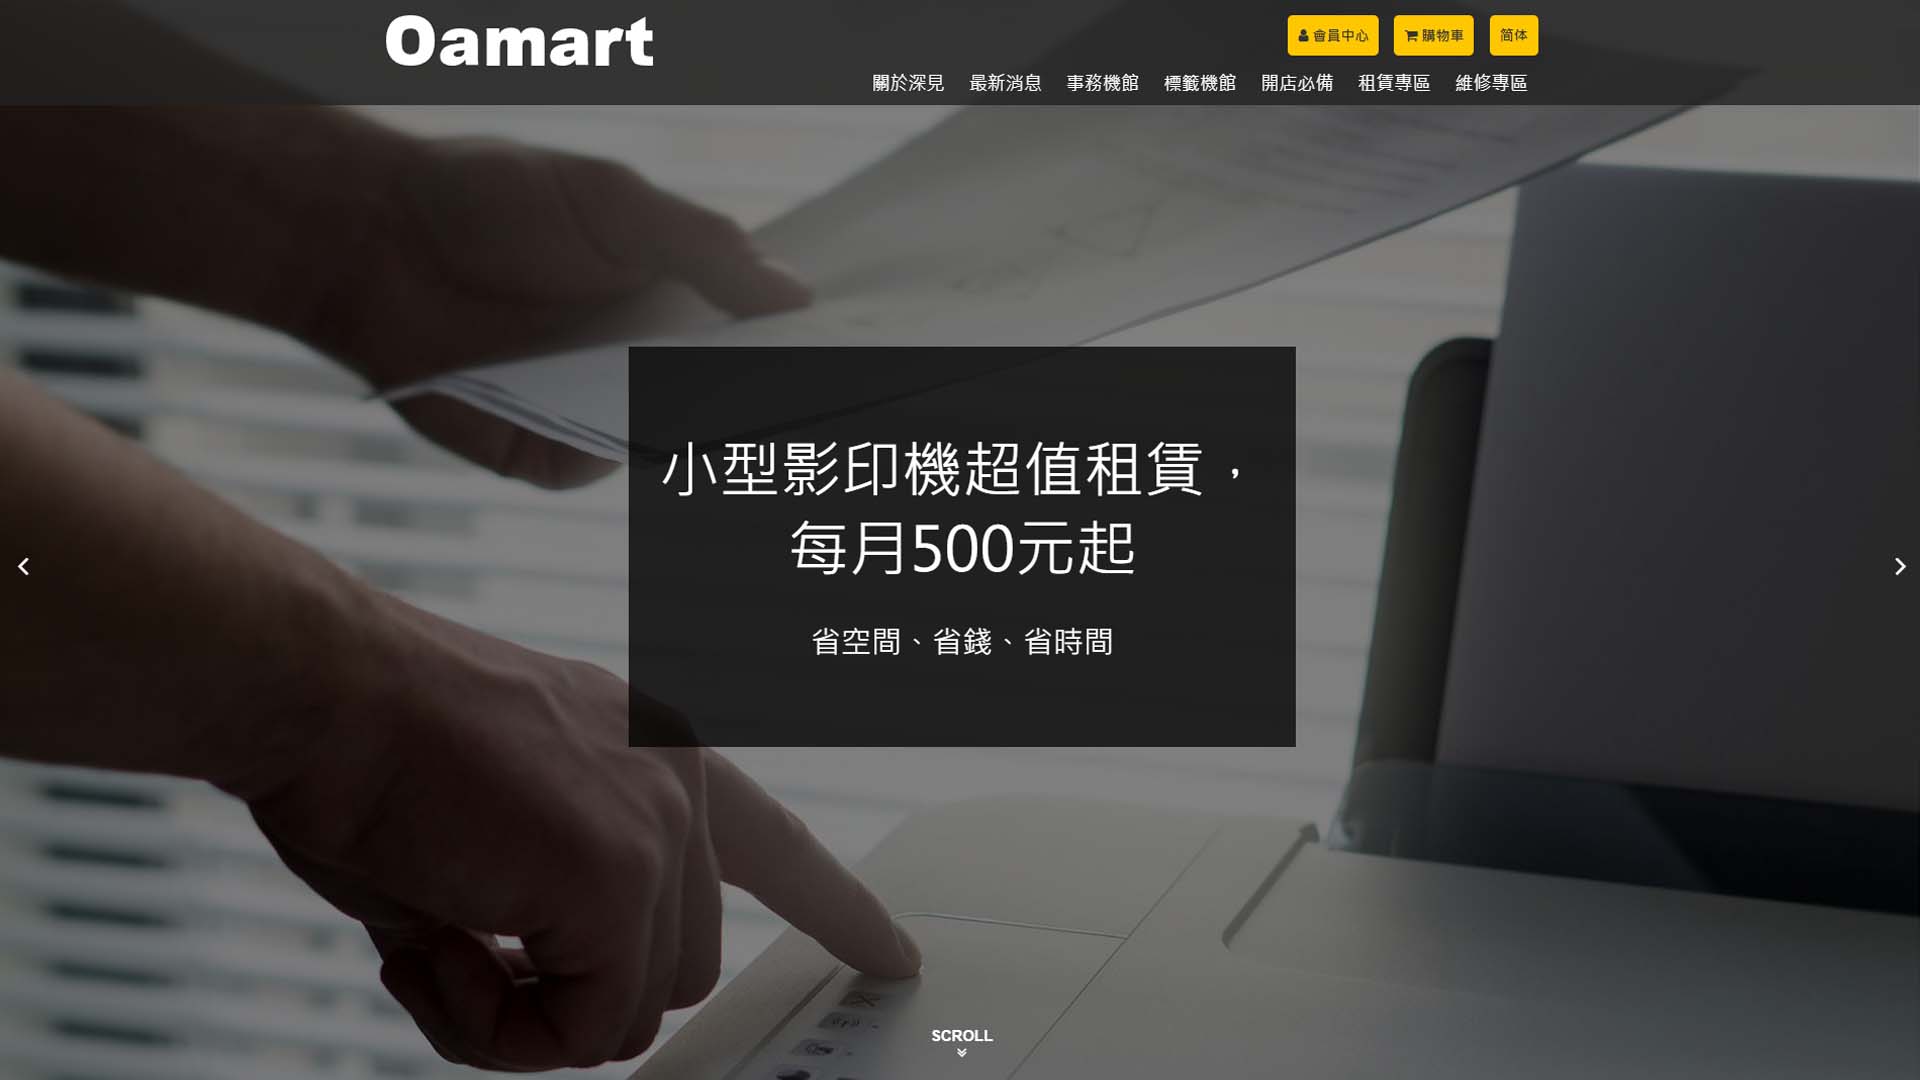 Oamart
會員中心
購物車
简体
關於深見
最新消息
事務機館
標籤機館
開店必備
租賃專區
維修專區
小型影印機超值租賃，
每月500元起
省空間、省錢、省時間
SCROLL